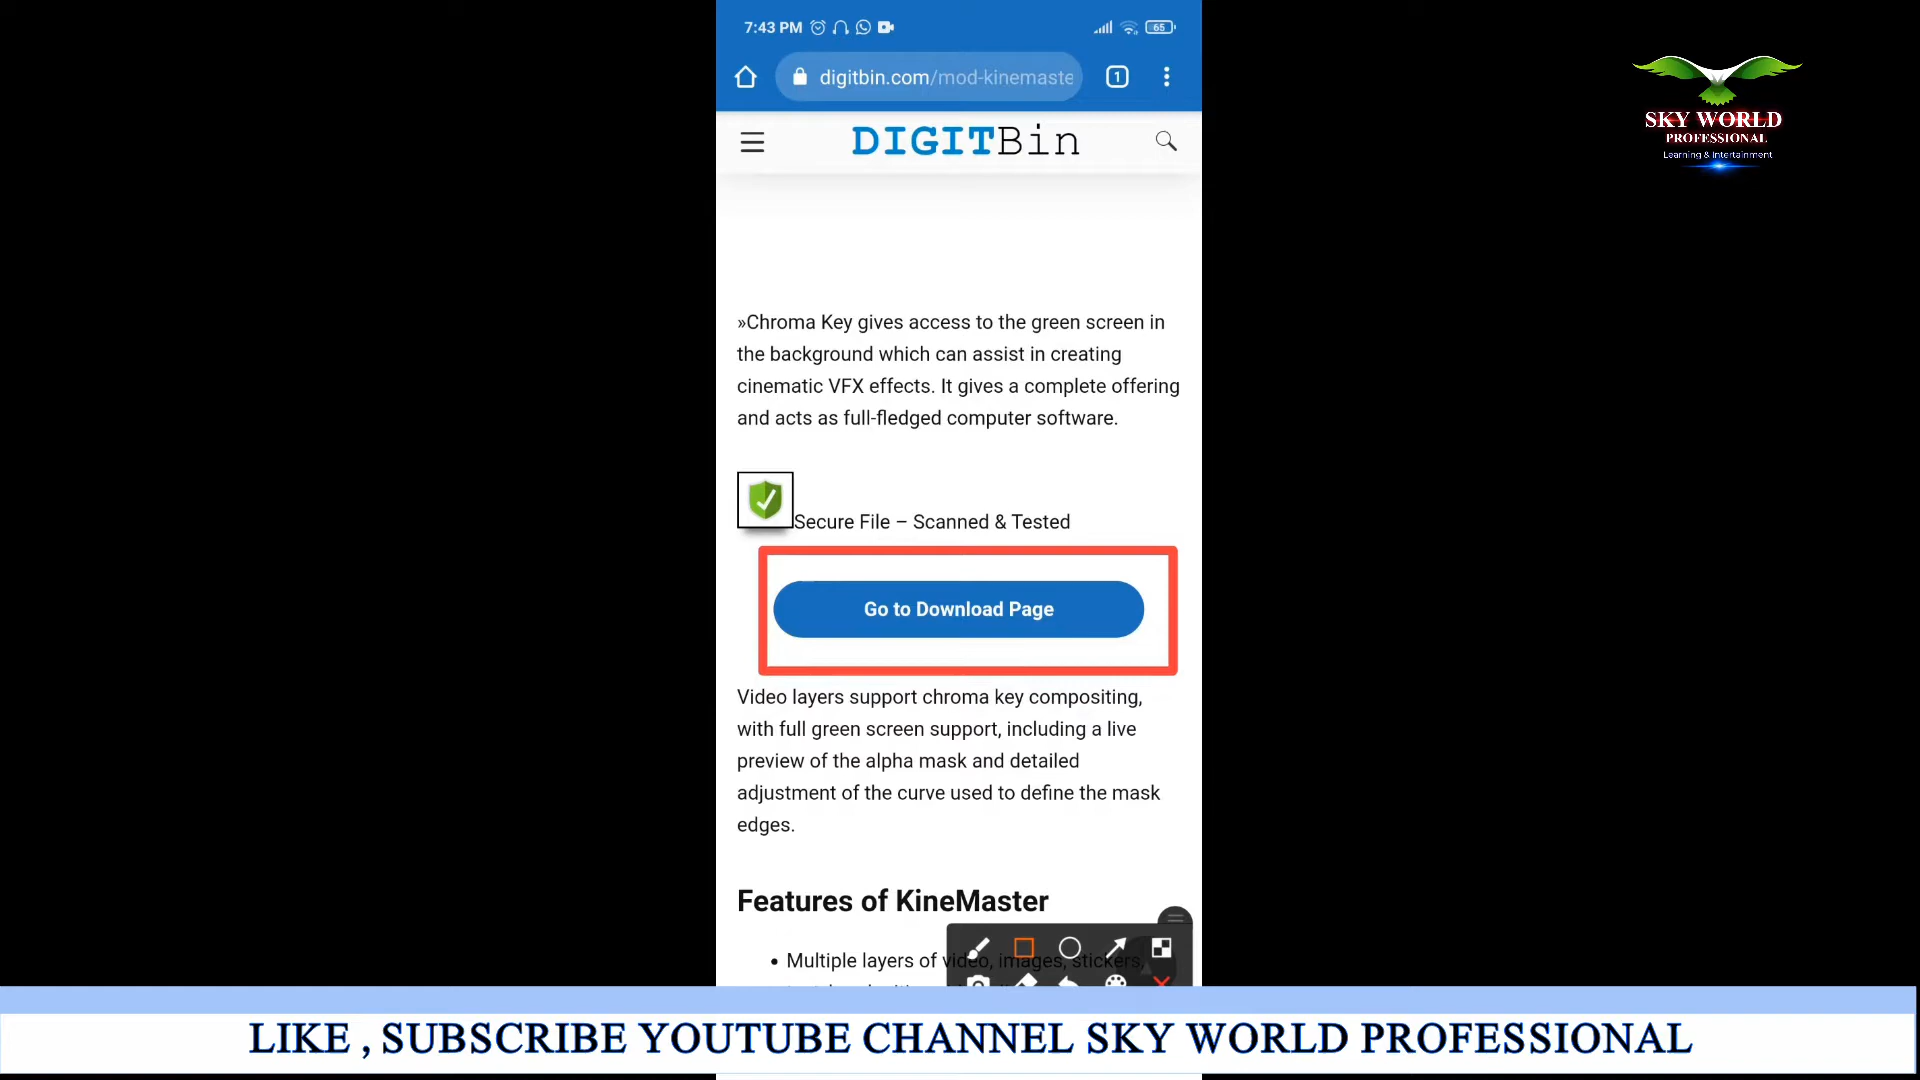 7:43 PM
65
digitbin.com/mod-kinemaste
1
DIGITBin
SKY WORLD
PROFESSIONAL
Learning & Intertainment
»Chroma Key gives access to the green screen in
the background which can assist in creating
cinematic VFX effects. It gives a complete offering
and acts as full-fledged computer software.
Secure File – Scanned & Tested
Go to Download Page
Video layers support chroma key compositing,
with full green screen support, including a live
preview of the alpha mask and detailed
adjustment of the curve used to define the mask
edges.
Features of KineMaster
• Multiple layers of video, images, stickers,
LIKE , SUBSCRIBE YOUTUBE CHANNEL SKY WORLD PROFESSIONAL